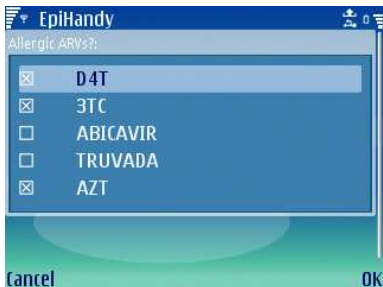 EpiHandy
Allergic ARVs?:
D4T
3TC
ABICAVIR
TRUVADA
AZT
Cancel OK